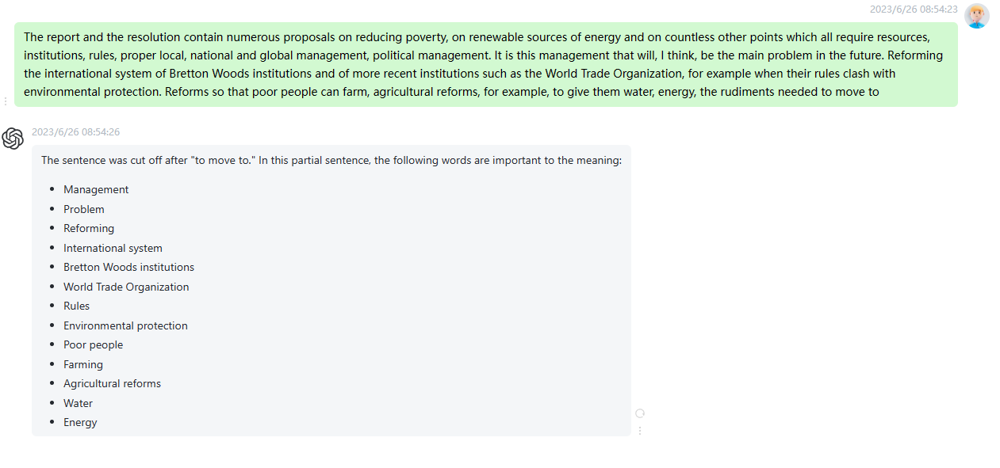 2023/6/26 08:54:23
The report and the resolution contain numerous proposals on reducing poverty, on renewable sources of energy and on countless other points which all require resources,
institutions, rules, proper local, national and global management, political management. It is this management that will, I think, be the main problem in the future. Reforming
the international system of Bretton Woods institutions and of more recent institutions such as the World Trade Organization, for example when their rules clash with
environmental protection. Reforms so that poor people can farm, agricultural reforms, for example, to give them water, energy, the rudiments needed to move to
2023/6/26 08:54:26
The sentence was cut off after "to move to." In this partial sentence, the following words are important to the meaning:
• Management
• Problem
• Reforming
• International system
• Bretton Woods institutions
• World Trade Organization
• Rules
• Environmental protection
• Poor people
• Farming
• Agricultural reforms
• Water
• Energy